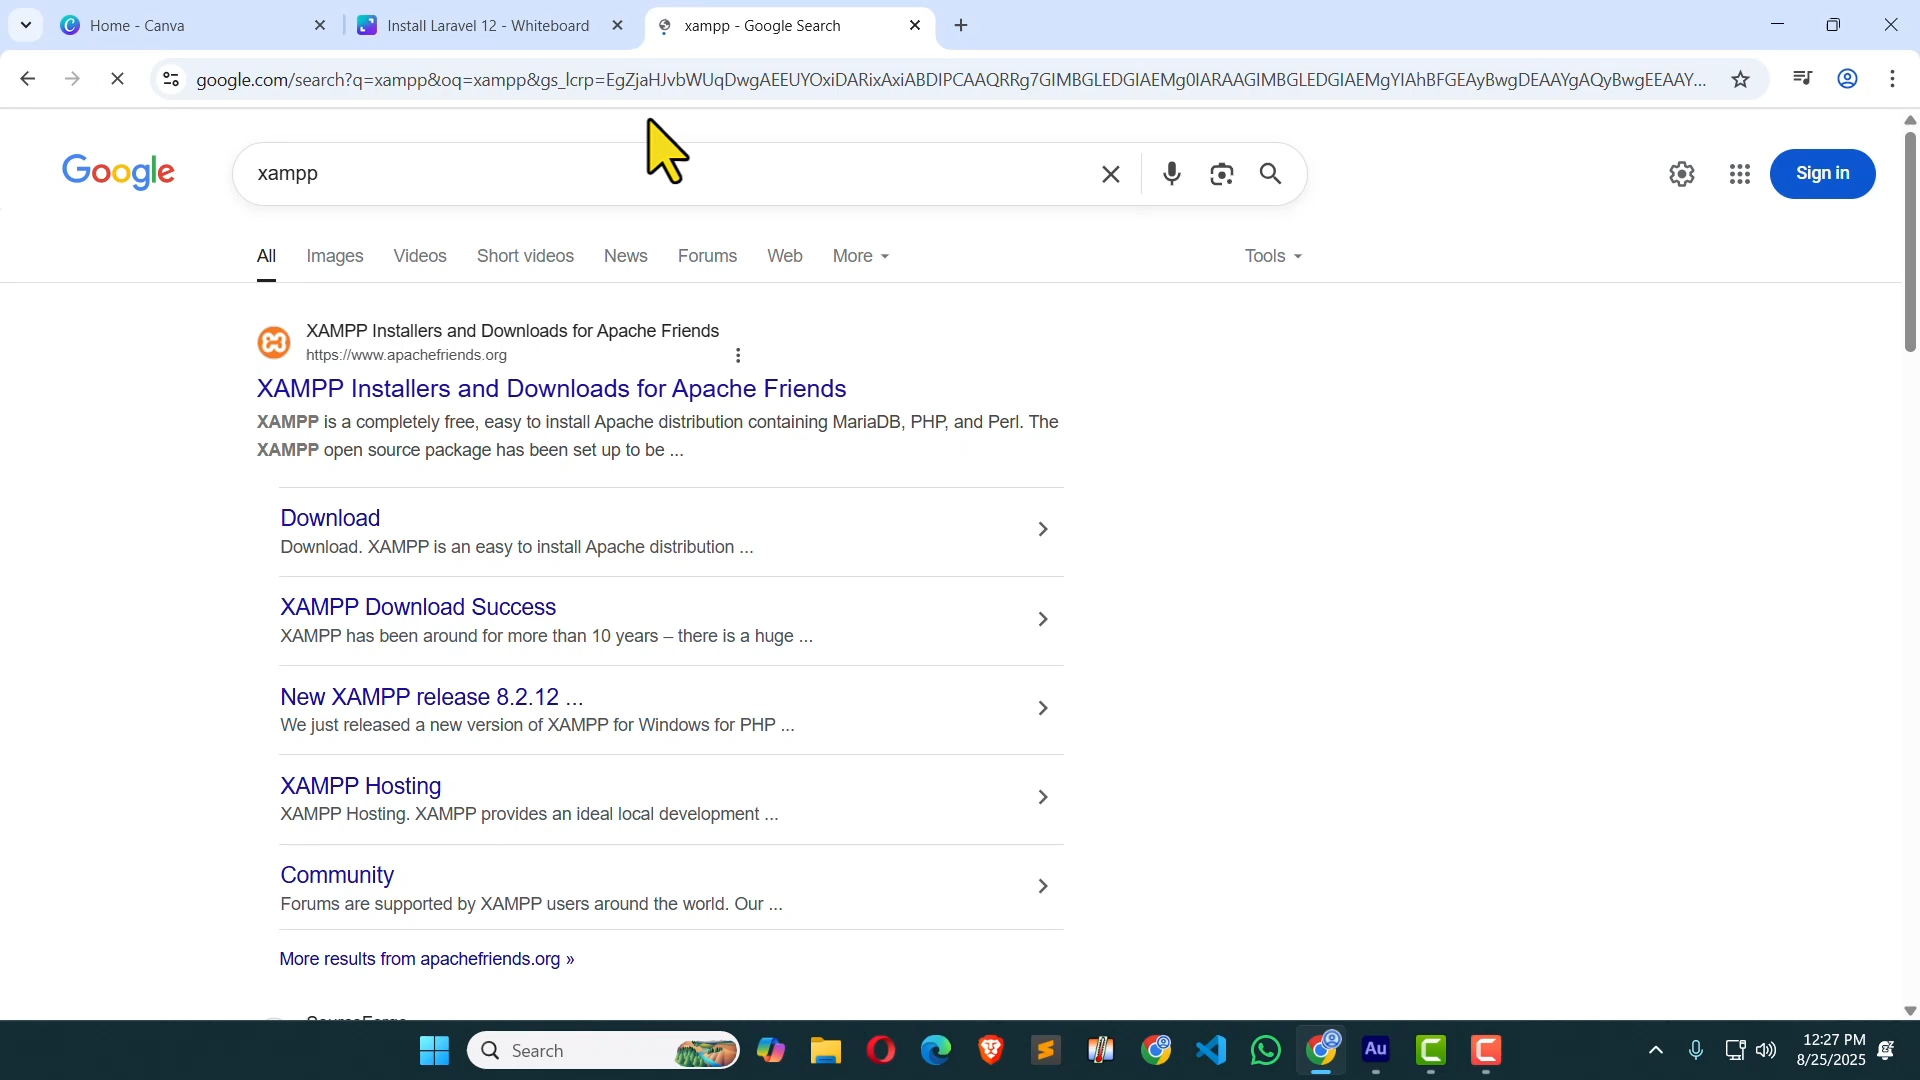 Home - Canva
Install Laravel 12 - Whiteboard
xampp - Google Search
google.com/search?q=xampp&oq=xampp&gs_lcrp=EgZjaHJvbWUqDwgAEEUYOxiDARixAxiABDIPCAAQRRg7GIMBGLEDGIAEMg0IARAAGIMBGLEDGIAEMgYIAhBFGEAyBwgDEAAYgAQyBwgEEAAY...
Google
xampp
Sign in
All
Images
Videos
Short videos
News
Forums
Web
More
Tools
XAMPP Installers and Downloads for Apache Friends
https://www.apachefriends.org
XAMPP Installers and Downloads for Apache Friends
XAMPP is a completely free, easy to install Apache distribution containing MariaDB, PHP, and Perl. The
XAMPP open source package has been set up to be ...
Download
Download. XAMPP is an easy to install Apache distribution ...
XAMPP Download Success
XAMPP has been around for more than 10 years – there is a huge ...
New XAMPP release 8.2.12 ...
We just released a new version of XAMPP for Windows for PHP ...
XAMPP Hosting
XAMPP Hosting. XAMPP provides an ideal local development ...
Community
Forums are supported by XAMPP users around the world. Our ...
More results from apachefriends.org »
Search
Au
12:27 PM
8/25/2025